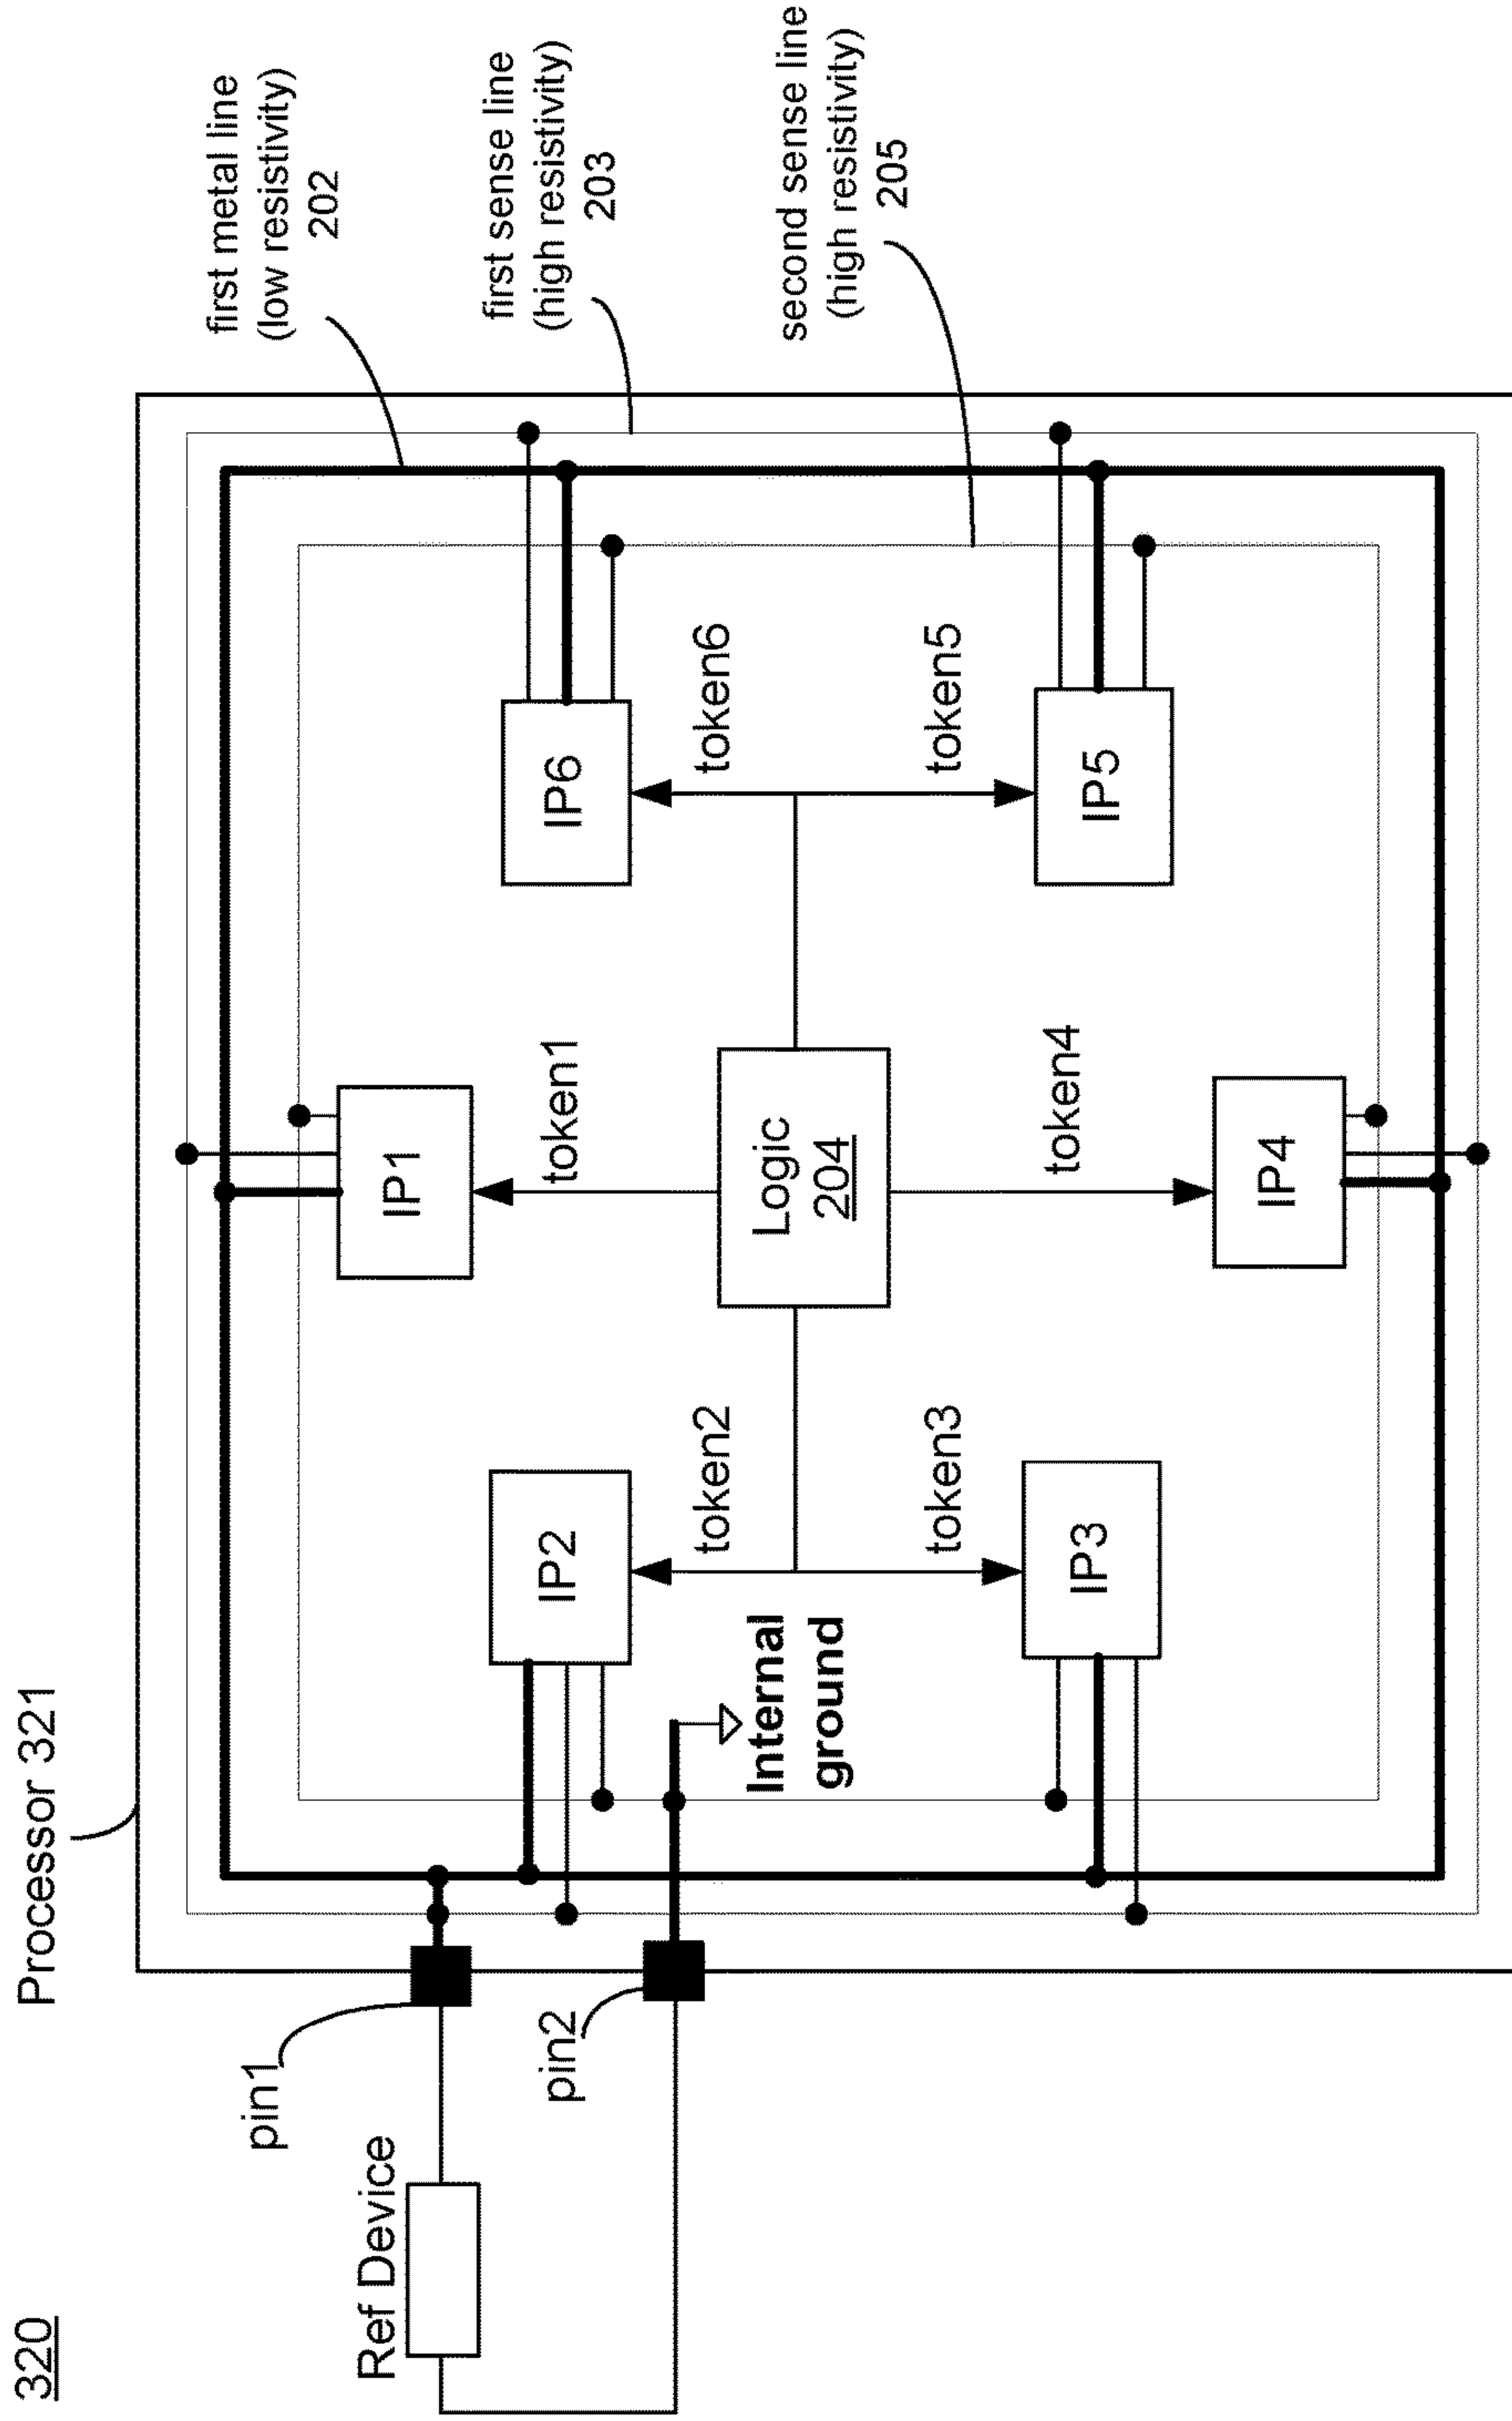 320
Processor 321
first metal line
(low resistivity)
202
first sense line
(high resistivity)
203
second sense line
(high resistivity)
205
pin1
Ref Device
pin2
IP1
token1
IP2
token2
IP6
token6
Logic
204
Internal
ground
token3
IP3
token4
IP4
token5
IP5